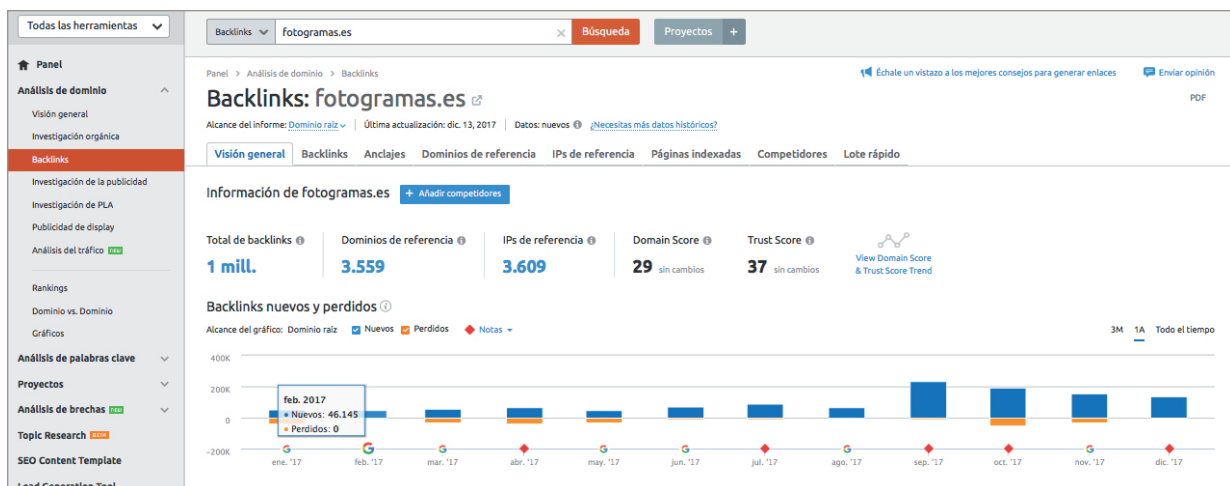 Todas las herramientas
Backlinks fotogramas.es × Búsqueda Proyectos +
Panel
Análisis de dominio
Visión general
Investigación orgánica
Backlinks
Investigación de la publicidad
Investigación de PLA
Publicidad de display
Análisis del tráfico NEW
Rankings
Dominio vs. Dominio
Gráficos
Análisis de palabras clave
Proyectos
Análisis de brechas NEW
Topic Research BETA
SEO Content Template
Lead Generation Tool
Panel > Análisis de dominio > Backlinks
Échale un vistazo a los mejores consejos para generar enlaces Enviar opinión
Backlinks: fotogramas.es
PDF
Alcance del informe: Dominio raíz Última actualización: dic. 13, 2017 Datos: nuevos ¿Necesitas más datos históricos?
Visión general Backlinks Anclajes Dominios de referencia IPs de referencia Páginas indexadas Competidores Lote rápido
Información de fotogramas.es + Añadir competidores
Total de backlinks Dominios de referencia IPs de referencia Domain Score Trust Score
1 mill. 3.559 3.609 29 sin cambios 37 sin cambios
View Domain Score
& Trust Score Trend
Backlinks nuevos y perdidos
Alcance del gráfico: Dominio raíz Nuevos Perdidos Notas 3M 1A Todo el tiempo
400K
200K
0
-200K
feb. 2017
Nuevos: 46.145
Perdidos: 0
ene. '17 feb. '17 mar. '17 abr. '17 may. '17 jun. '17 jul. '17 ago. '17 sep. '17 oct. '17 nov. '17 dic. '17